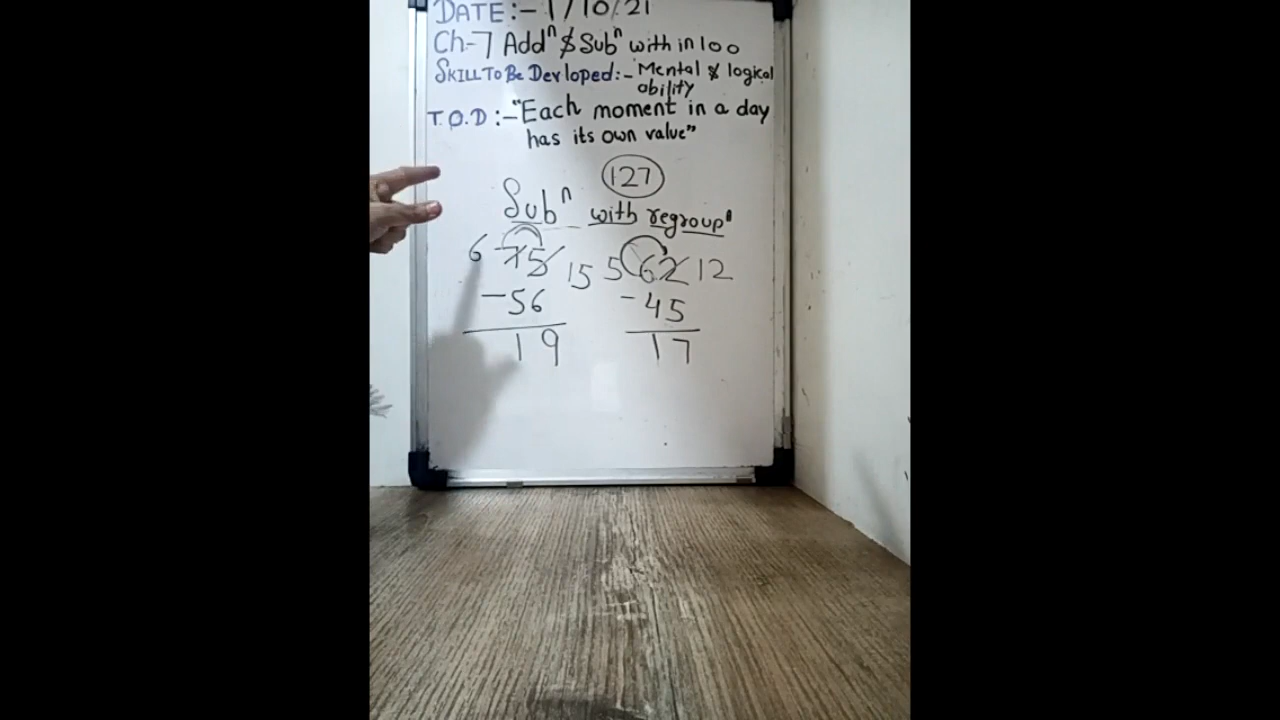 DATE :- 1/10/21
Ch-7 Addⁿ & Subⁿ with in 100
SKILL TO BE DEVLOPED:- Mental & logical
ability
T.O.D :- "Each moment in a day
has its own value"
127
Subⁿ with regroupⁿ
6 75 15 5 62 12
-56 -45
19 17